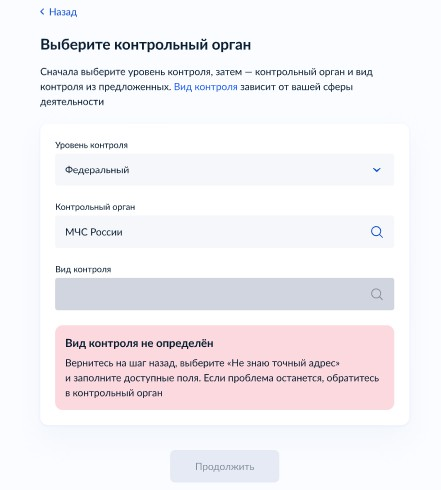 Назад
Выберите контрольный орган
Сначала выберите уровень контроля, затем — контрольный орган и вид
контроля из предложенных. Вид контроля зависит от вашей сферы
деятельности
Уровень контроля
Федеральный
Контрольный орган
МЧС России
Вид контроля
Вид контроля не определён
Вернитесь на шаг назад, выберите «Не знаю точный адрес»
и заполните доступные поля. Если проблема останется, обратитесь
в контрольный орган
Продолжить